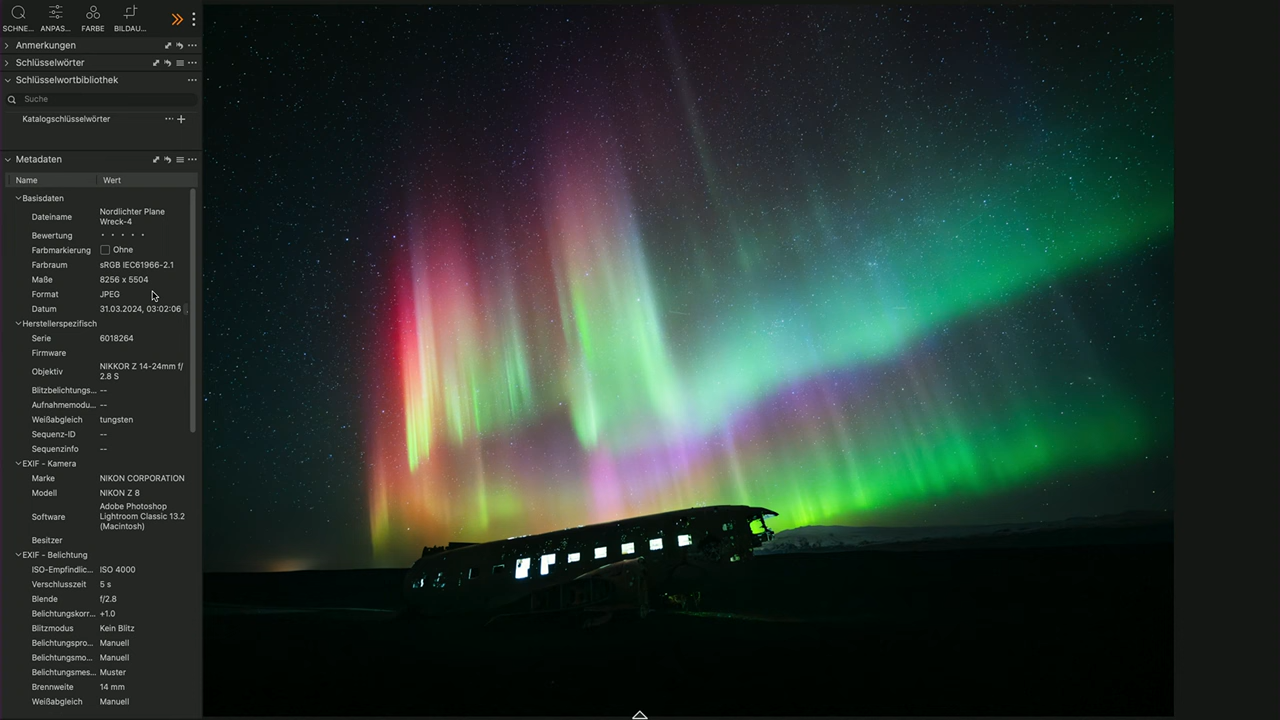 SCHNE... ANPAS... FARBE BILDAU...
Anmerkungen
Schlüsselwörter
Schlüsselwortbibliothek
Suche
Katalogschlüsselwörter
Metadaten
Name Wert
Basisdaten
Dateiname Nordlichter Plane
Wreck-4
Bewertung
Farbmarkierung Ohne
Farbraum sRGB IEC61966-2.1
Maße 8256 x 5504
Format JPEG
Datum 31.03.2024, 03:02:06
Herstellerspezifisch
Serie 6018264
Firmware
Objektiv NIKKOR Z 14-24mm f/
2.8 S
Blitzbelichtungs... --
Aufnahmemodu... --
Weißabgleich tungsten
Sequenz-ID --
Sequenzinfo --
EXIF - Kamera
Marke NIKON CORPORATION
Modell NIKON Z 8
Software Adobe Photoshop
Lightroom Classic 13.2
(Macintosh)
Besitzer
EXIF - Belichtung
ISO-Empfindlic... ISO 4000
Verschlusszeit 5 s
Blende f/2.8
Belichtungskorr... +1.0
Blitzmodus Kein Blitz
Belichtungspro... Manuell
Belichtungsmo... Manuell
Belichtungsmes... Muster
Brennweite 14 mm
Weißabgleich Manuell